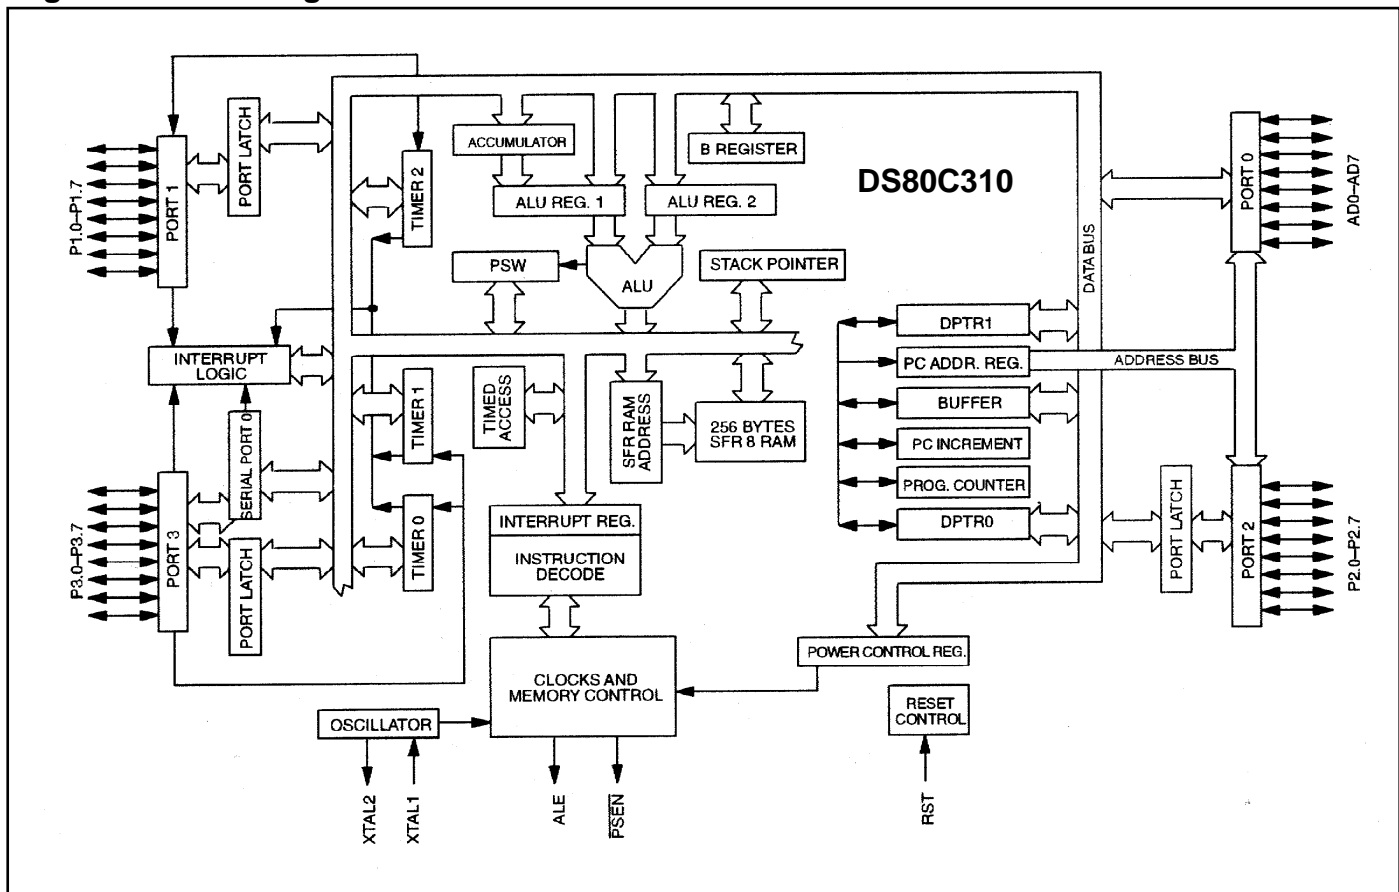 DS80C310
P1.0–P1.7
PORT 1
PORT LATCH
TIMER 2
ACCUMULATOR
ALU REG. 1
ALU REG. 2
B REGISTER
PSW
ALU
STACK POINTER
DATA BUS
PORT 0
AD0–AD7
INTERRUPT
LOGIC
SERIAL PORT 0
TIMER 1
TIMED
ACCESS
SFR RAM
ADDRESS
256 BYTES
SFR 8 RAM
DPTR1
PC ADDR. REG.
ADDRESS BUS
BUFFER
PC INCREMENT
PROG. COUNTER
DPTR0
P3.0–P3.7
PORT 3
PORT LATCH
TIMER 0
INTERRUPT REG.
INSTRUCTION
DECODE
PORT LATCH
PORT 2
P2.0–P2.7
CLOCKS AND
MEMORY CONTROL
POWER CONTROL REG.
RESET
CONTROL
OSCILLATOR
XTAL2
XTAL1
ALE
PSEN
RST